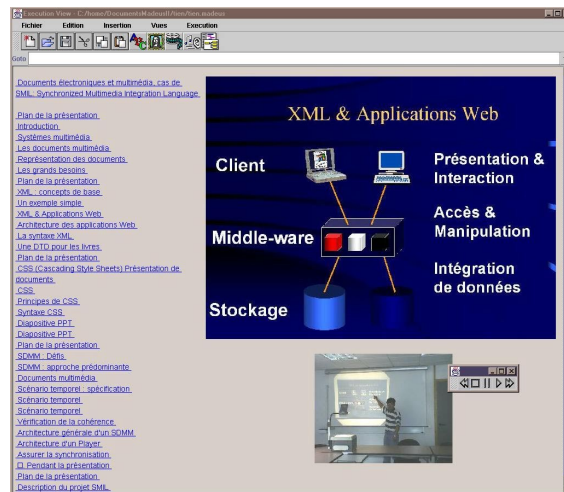 Execution View - C:/home/DocumentsMadeus/I/tien/tien.madeus
Fichier Edition Insertion Vues Execution
Goto
Documents électroniques et multimédia, cas de
SMIL: Synchronized Multimedia Integration Language
Plan de la présentation
Introduction
Systèmes multimédia
Les documents multimédia
Représentation des documents
Les grands besoins
Plan de la présentation
XML : concepts de base
Un exemple simple
XML & Applications Web
Architecture des applications Web
La syntaxe XML
Une DTD pour les livres
Plan de la présentation
CSS (Cascading Style Sheets) Présentation de
documents
CSS
Principes de CSS
Syntaxe CSS
Diapositive PPT
Diapositive PPT
Plan de la présentation
SDMM : Défis
SDMM : approche prédominante
Documents multimédia
Scénario temporel : spécification
Scénario temporel
Scénario temporel
Vérification de la cohérence
Architecture générale d'un SDMM
Architecture d'un Player
Assurer la synchronisation
Pendant la présentation
Plan de la présentation
Description du projet SMIL
XML & Applications Web
Client
Présentation &
Interaction
Middle-ware
Accès &
Manipulation
Stockage
Intégration
de données